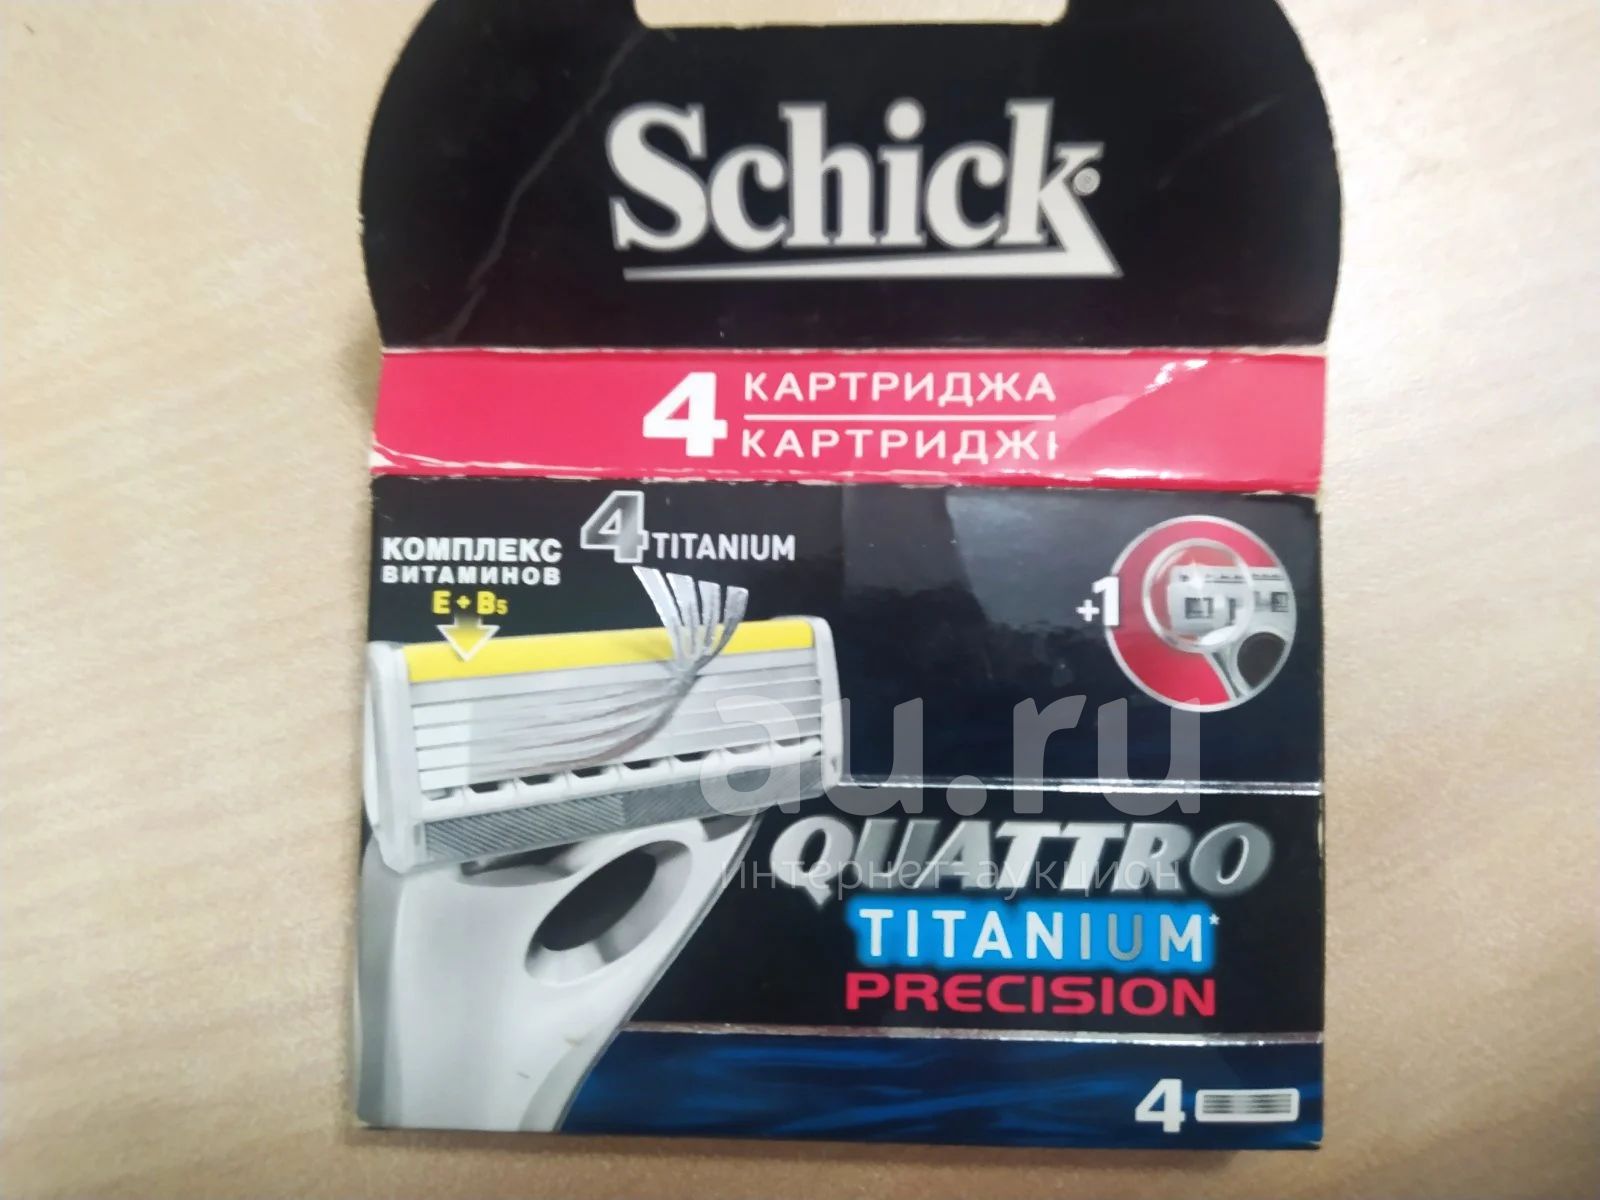 Schick®
4 КАРТРИДЖА
КАРТРИДЖІ
КОМПЛЕКС
ВИТАМИНОВ
E + B5
4 TITANIUM
+1
au.ru
интернет-аукцион
QUATTRO
TITANIUM*
PRECISION
4